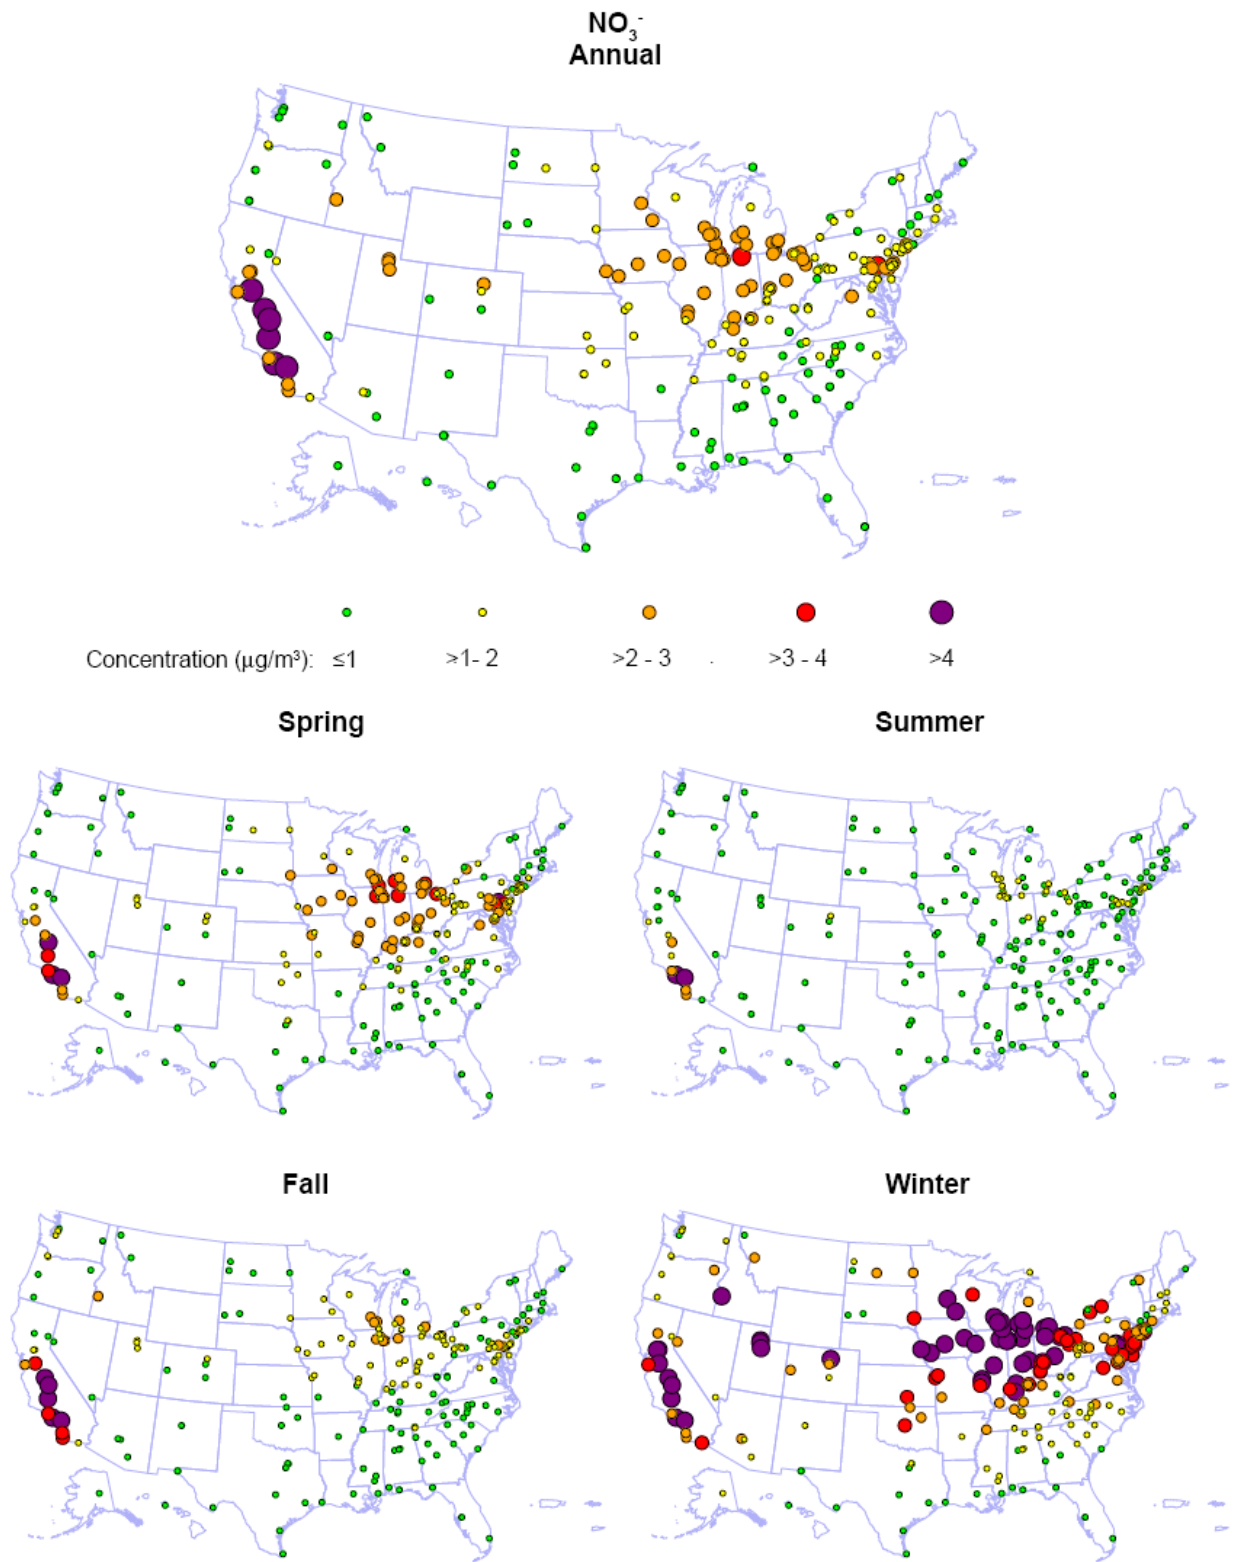 NO₃⁻
Annual
Concentration (μg/m³): ≤1 >1- 2 >2 - 3 >3 - 4 >4
Spring Summer
Fall Winter